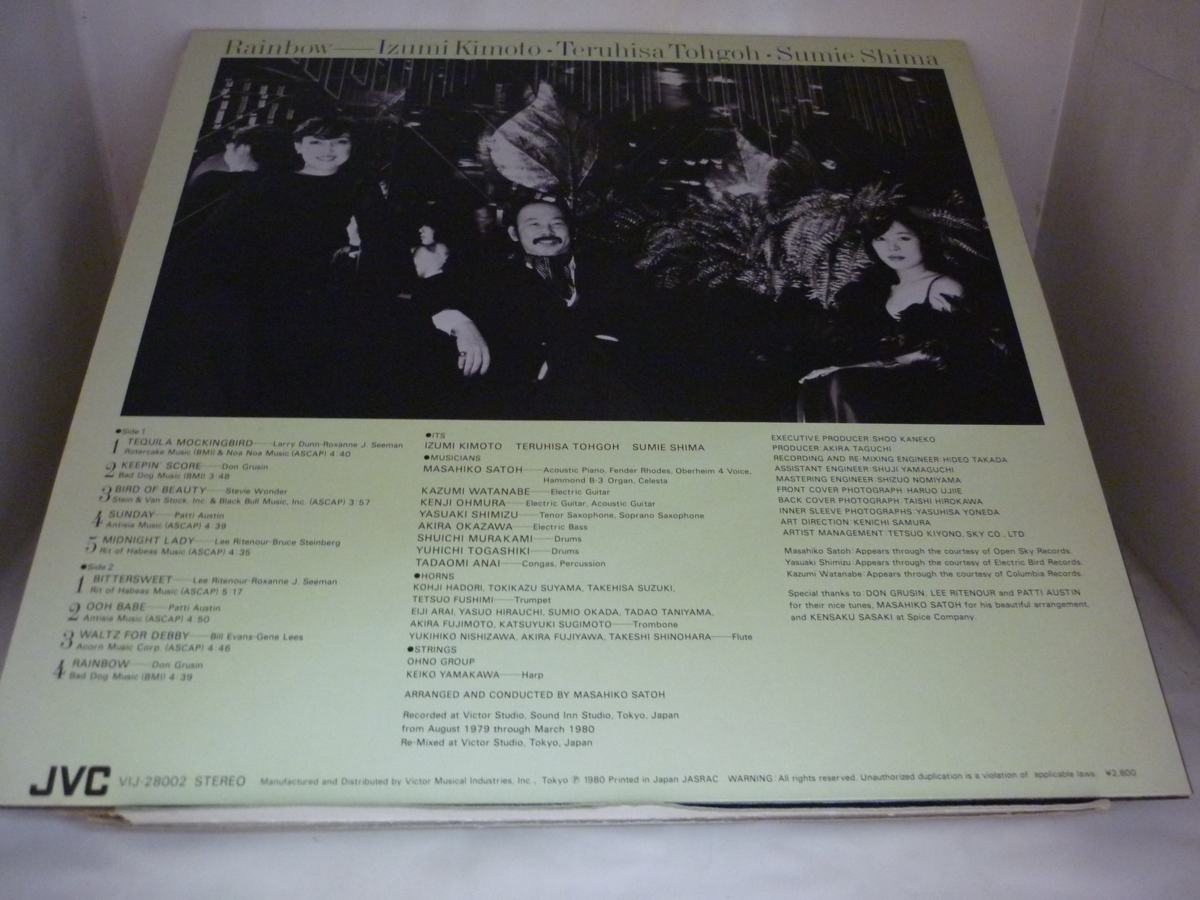 Rainbow——Izumi Kimoto·Teruhisa Tohgoh·Sumie Shima
●Side 1
1 TEQUILA MOCKINGBIRD——Larry Dunn-Roxanne J. Seeman
Rotercake Music (BMI) & Noa Noa Music (ASCAP) 4:40
2 KEEPIN' SCORE——Don Grusin
Bad Dog Music (BMI) 3:48
3 BIRD OF BEAUTY——Stevie Wonder
Stein & Van Stock, Inc. & Black Bull Music, Inc. (ASCAP) 3:57
4 SUNDAY——Patti Austin
Antisia Music (ASCAP) 4:39
5 MIDNIGHT LADY——Lee Ritenour-Bruce Steinberg
Rit of Habeas Music (ASCAP) 4:35
●Side 2
1 BITTERSWEET——Lee Ritenour-Roxanne J. Seeman
Rit of Habeas Music (ASCAP) 5:17
2 OOH BABE——Patti Austin
Antisia Music (ASCAP) 4:50
3 WALTZ FOR DEBBY——Bill Evans-Gene Lees
Acorn Music Corp. (ASCAP) 4:46
4 RAINBOW——Don Grusin
Bad Dog Music (BMI) 4:39
●ITS
IZUMI KIMOTO TERUHISA TOHGOH SUMIE SHIMA
●MUSICIANS
MASAHIKO SATOH——Acoustic Piano, Fender Rhodes, Oberheim 4 Voice,
Hammond B-3 Organ, Celesta
KAZUMI WATANABE——Electric Guitar
KENJI OHMURA——Electric Guitar, Acoustic Guitar
YASUAKI SHIMIZU——Tenor Saxophone, Soprano Saxophone
AKIRA OKAZAWA——Electric Bass
SHUICHI MURAKAMI——Drums
YUHICHI TOGASHIKI——Drums
TADAOMI ANAI——Congas, Percussion
●HORNS
KOHJI HADORI, TOKIKAZU SUYAMA, TAKEHISA SUZUKI,
TETSUO FUSHIMI——Trumpet
EIJI ARAI, YASUO HIRAUCHI, SUMIO OKADA, TADAO TANIYAMA,
AKIRA FUJIMOTO, KATSUYUKI SUGIMOTO——Trombone
YUKIHIKO NISHIZAWA, AKIRA FUJIYAWA, TAKESHI SHINOHARA——Flute
●STRINGS
OHNO GROUP
KEIKO YAMAKAWA——Harp
ARRANGED AND CONDUCTED BY MASAHIKO SATOH
Recorded at Victor Studio, Sound Inn Studio, Tokyo, Japan
from August 1979 through March 1980
Re-Mixed at Victor Studio, Tokyo, Japan
EXECUTIVE PRODUCER: SHOO KANEKO
PRODUCER: AKIRA TAGUCHI
RECORDING AND RE-MIXING ENGINEER: HIDEO TAKADA
ASSISTANT ENGINEER: SHUJI YAMAGUCHI
MASTERING ENGINEER: SHIZUO NOMIYAMA
FRONT COVER PHOTOGRAPH: HARUO UJIIE
BACK COVER PHOTOGRAPH: TAISHI HIROKAWA
INNER SLEEVE PHOTOGRAPHS: YASUHISA YONEDA
ART DIRECTION: KENICHI SAMURA
ARTIST MANAGEMENT: TETSUO KIYONO, SKY CO., LTD.
Masahiko Satoh: Appears through the courtesy of Open Sky Records.
Yasuaki Shimizu: Appears through the courtesy of Electric Bird Records.
Kazumi Watanabe: Appears through the courtesy of Columbia Records.
Special thanks to: DON GRUSIN, LEE RITENOUR and PATTI AUSTIN
for their nice tunes, MASAHIKO SATOH for his beautiful arrangement,
and KENSAKU SASAKI at Spice Company.
JVC VIJ-28002 STEREO Manufactured and Distributed by Victor Musical Industries, Inc., Tokyo ℗ 1980 Printed in Japan JASRAC WARNING: All rights reserved. Unauthorized duplication is a violation of applicable laws. ¥2,800